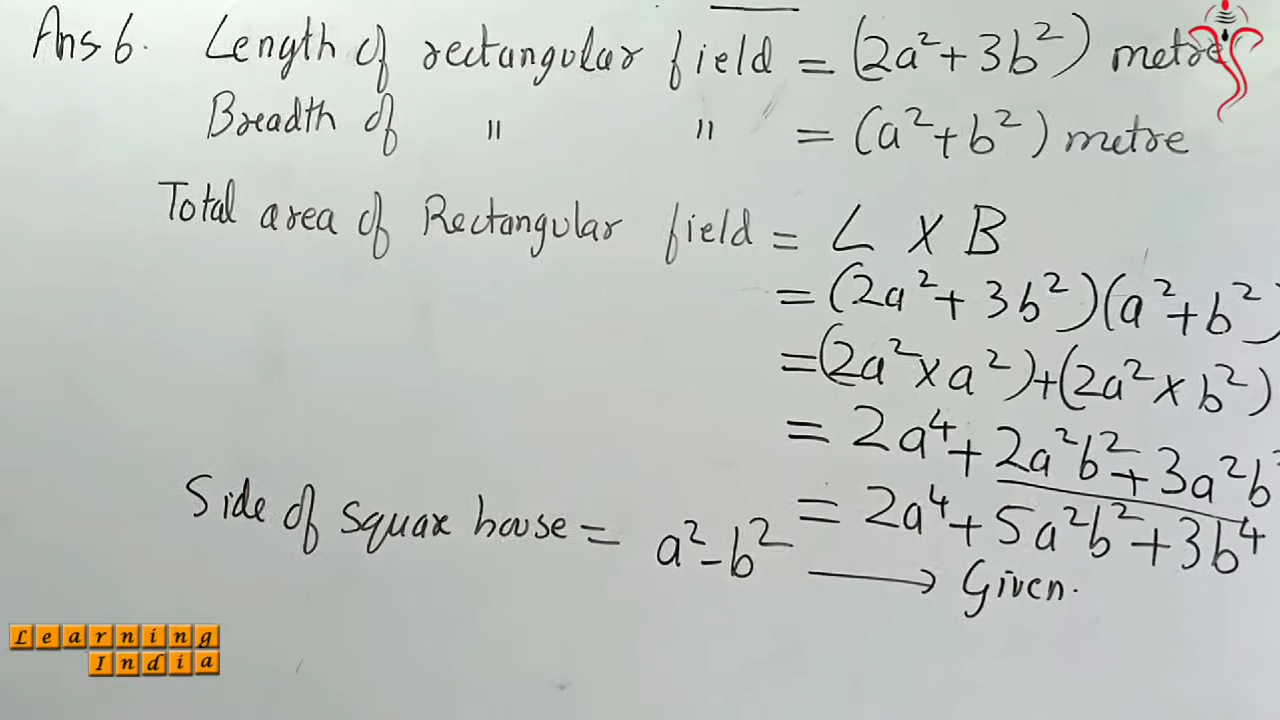 Ans 6. Length of rectangular field = (2a²+3b²) metre
Breadth of " " = (a²+b²) metre
Total area of Rectangular field = L X B
= (2a²+ 3b²)(a²+b²)
=(2a²×a²)+(2a²×b²)
= 2a⁴+2a²b²+3a²b²
= 2a⁴+5a²b²+3b⁴
Side of square house = a²-b² → Given.
Learning
India